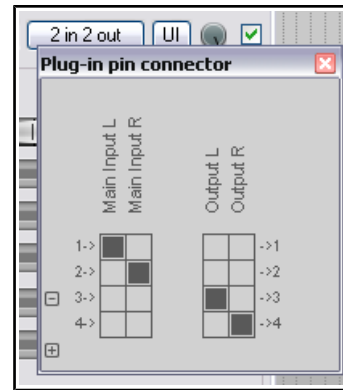 2 in 2 out UI
Plug-in pin connector
Main Input L
Main Input R
Output L
Output R
1-> ->1
2-> ->2
3-> ->3
4-> ->4